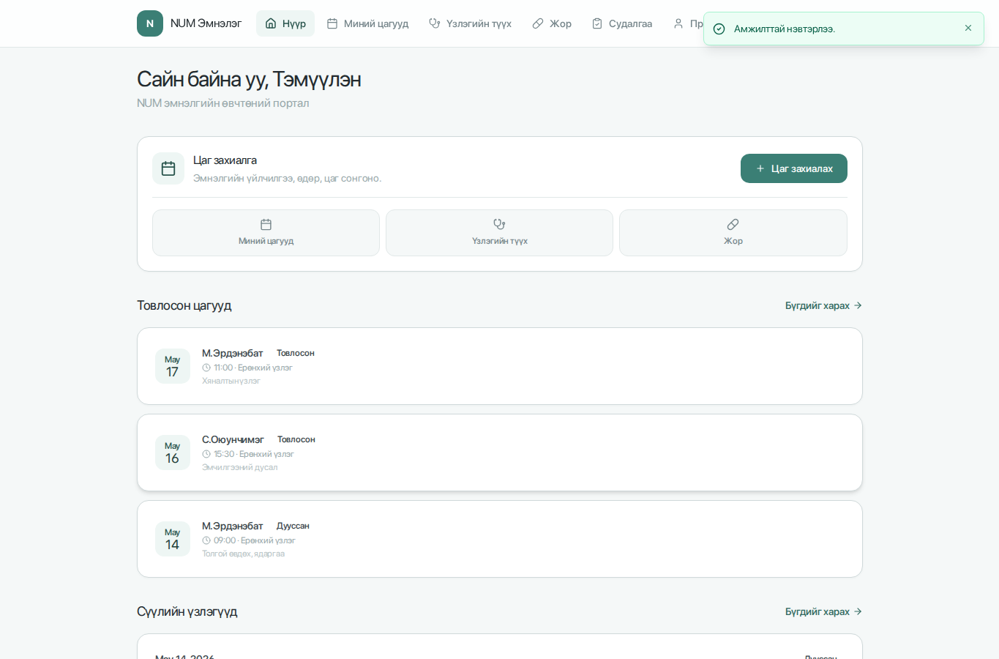 N
NUM Эмнэлэг
Нүүр
Миний цагууд
Үзлэгийн түүх
Жор
Судалгаа
Амжилттай нэвтэрлээ.
Сайн байна уу, Тэмүүлэн
NUM эмнэлгийн өвчтөний портал
Цаг захиалга
Эмнэлгийн үйлчилгээ, өдөр, цаг сонгоно.
Цаг захиалах
Миний цагууд
Үзлэгийн түүх
Жор
Товлосон цагууд
Бүгдийг харах
May
17
М.Эрдэнэбат
Товлосон
11:00 · Ерөнхий үзлэг
Хяналтын үзлэг
May
16
С.Оюунчимэг
Товлосон
15:30 · Ерөнхий үзлэг
Эмчилгээний дусал
May
14
М.Эрдэнэбат
Дууссан
09:00 · Ерөнхий үзлэг
Толгой өвдөх, ядаргаа
Сүүлийн үзлэгүүд
Бүгдийг харах
May 14, 2026
Дууссан